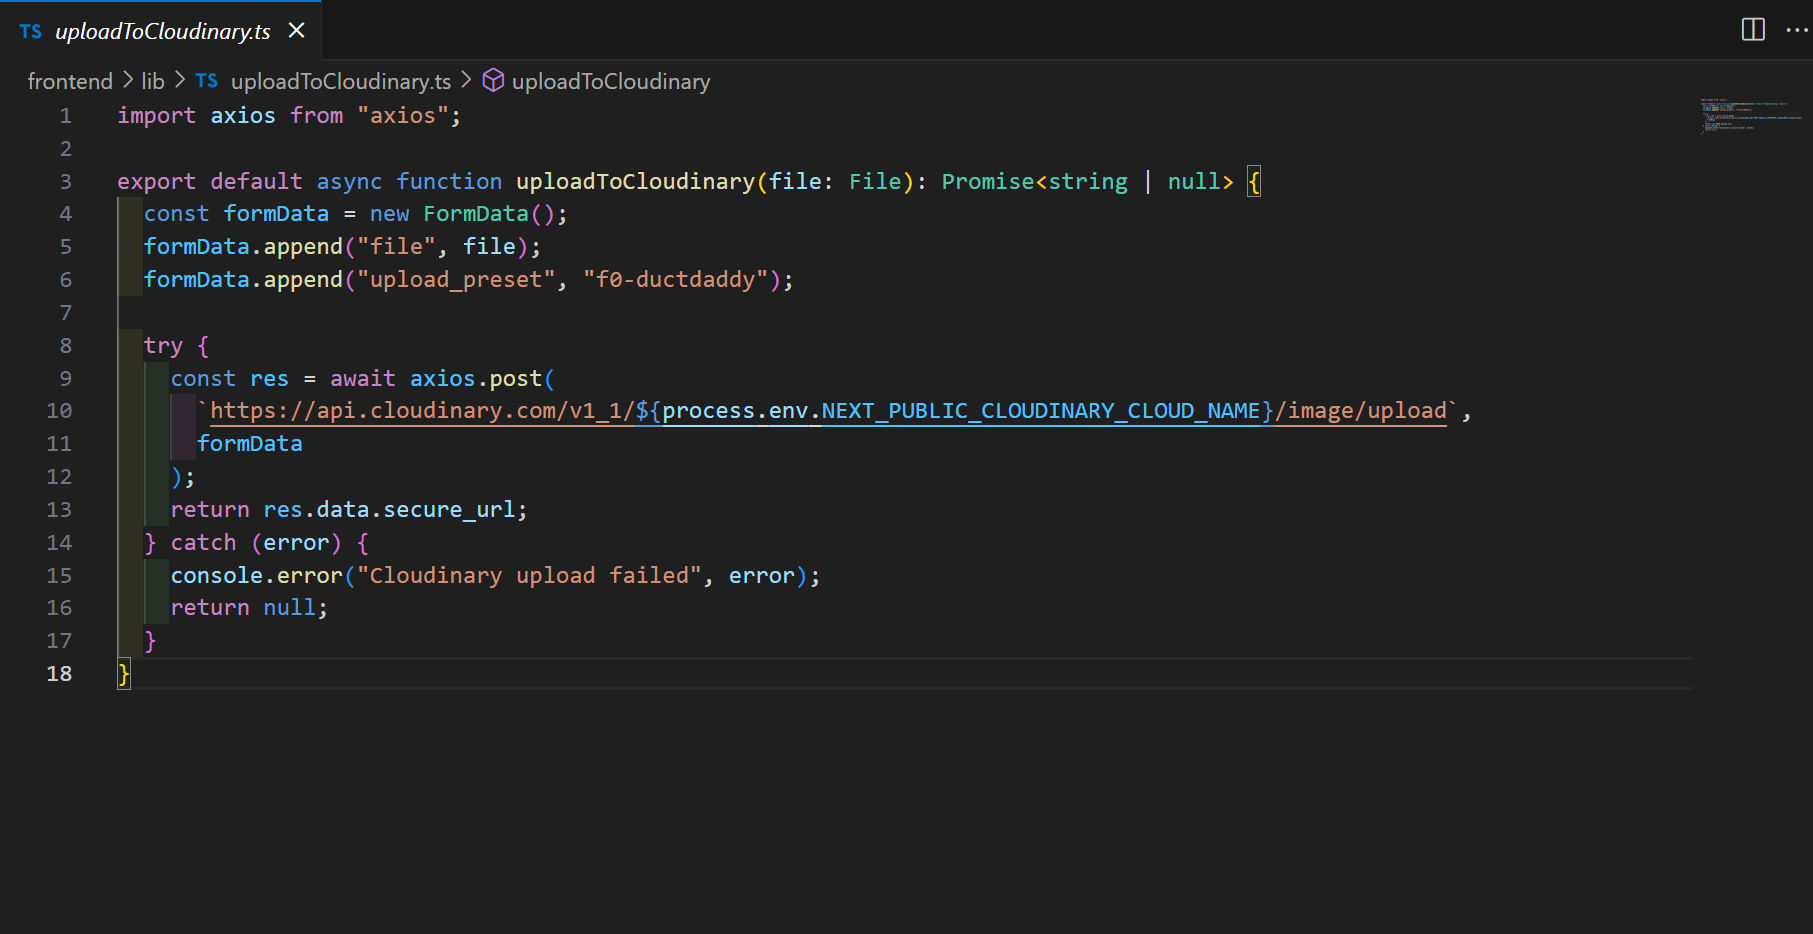 TS uploadToCloudinary.ts
frontend > lib > TS uploadToCloudinary.ts > uploadToCloudinary
1 import axios from "axios";
2
3 export default async function uploadToCloudinary(file: File): Promise<string | null> {
4   const formData = new FormData();
5   formData.append("file", file);
6   formData.append("upload_preset", "f0-ductdaddy");
7
8   try {
9     const res = await axios.post(
10       `https://api.cloudinary.com/v1_1/${process.env.NEXT_PUBLIC_CLOUDINARY_CLOUD_NAME}/image/upload`,
11       formData
12     );
13     return res.data.secure_url;
14   } catch (error) {
15     console.error("Cloudinary upload failed", error);
16     return null;
17   }
18 }